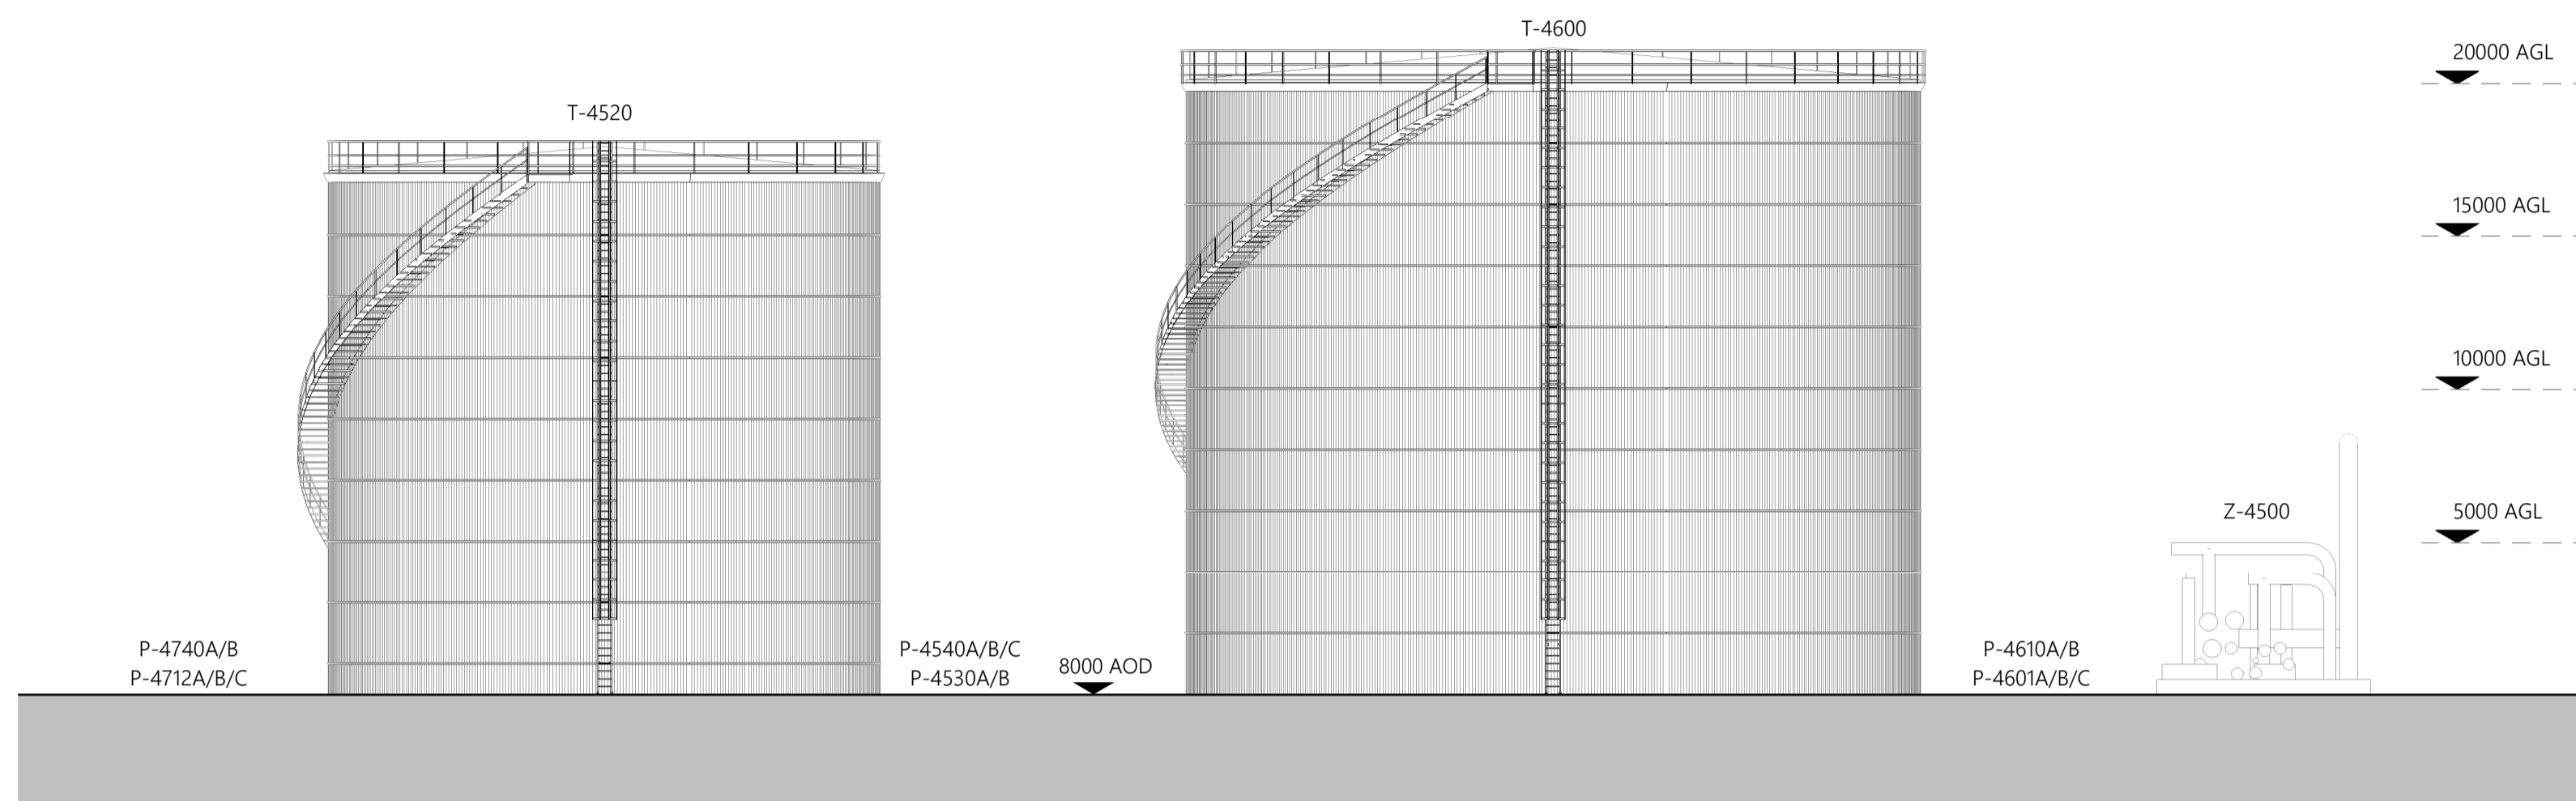 T-4600
20000 AGL
T-4520
15000 AGL
10000 AGL
Z-4500
5000 AGL
P-4740A/B
P-4712A/B/C
P-4540A/B/C
P-4530A/B
8000 AOD
P-4610A/B
P-4601A/B/C